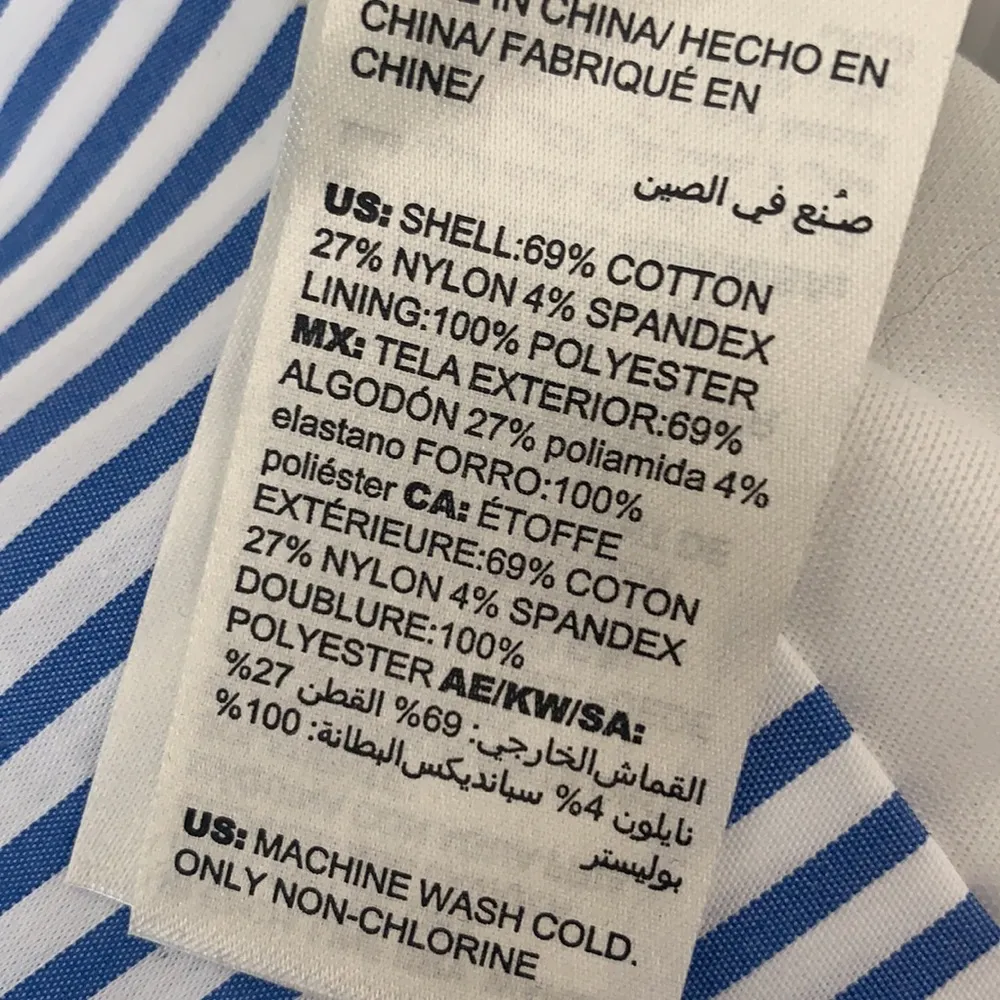 IN CHINA/ HECHO EN
CHINA/ FABRIQUÉ EN
CHINE/
صُنع في الصين
US: SHELL:69% COTTON
27% NYLON 4% SPANDEX
LINING:100% POLYESTER
MX: TELA EXTERIOR:69%
ALGODÓN 27% poliamida 4%
elastano FORRO:100%
poliéster CA: ÉTOFFE
EXTÉRIEURE:69% COTON
27% NYLON 4% SPANDEX
DOUBLURE:100%
POLYESTER AE/KW/SA:
القماش الخارجي: 69% القطن 27%
نايلون 4% سبانديكس البطانة: 100%
بوليستر
US: MACHINE WASH COLD.
ONLY NON-CHLORINE